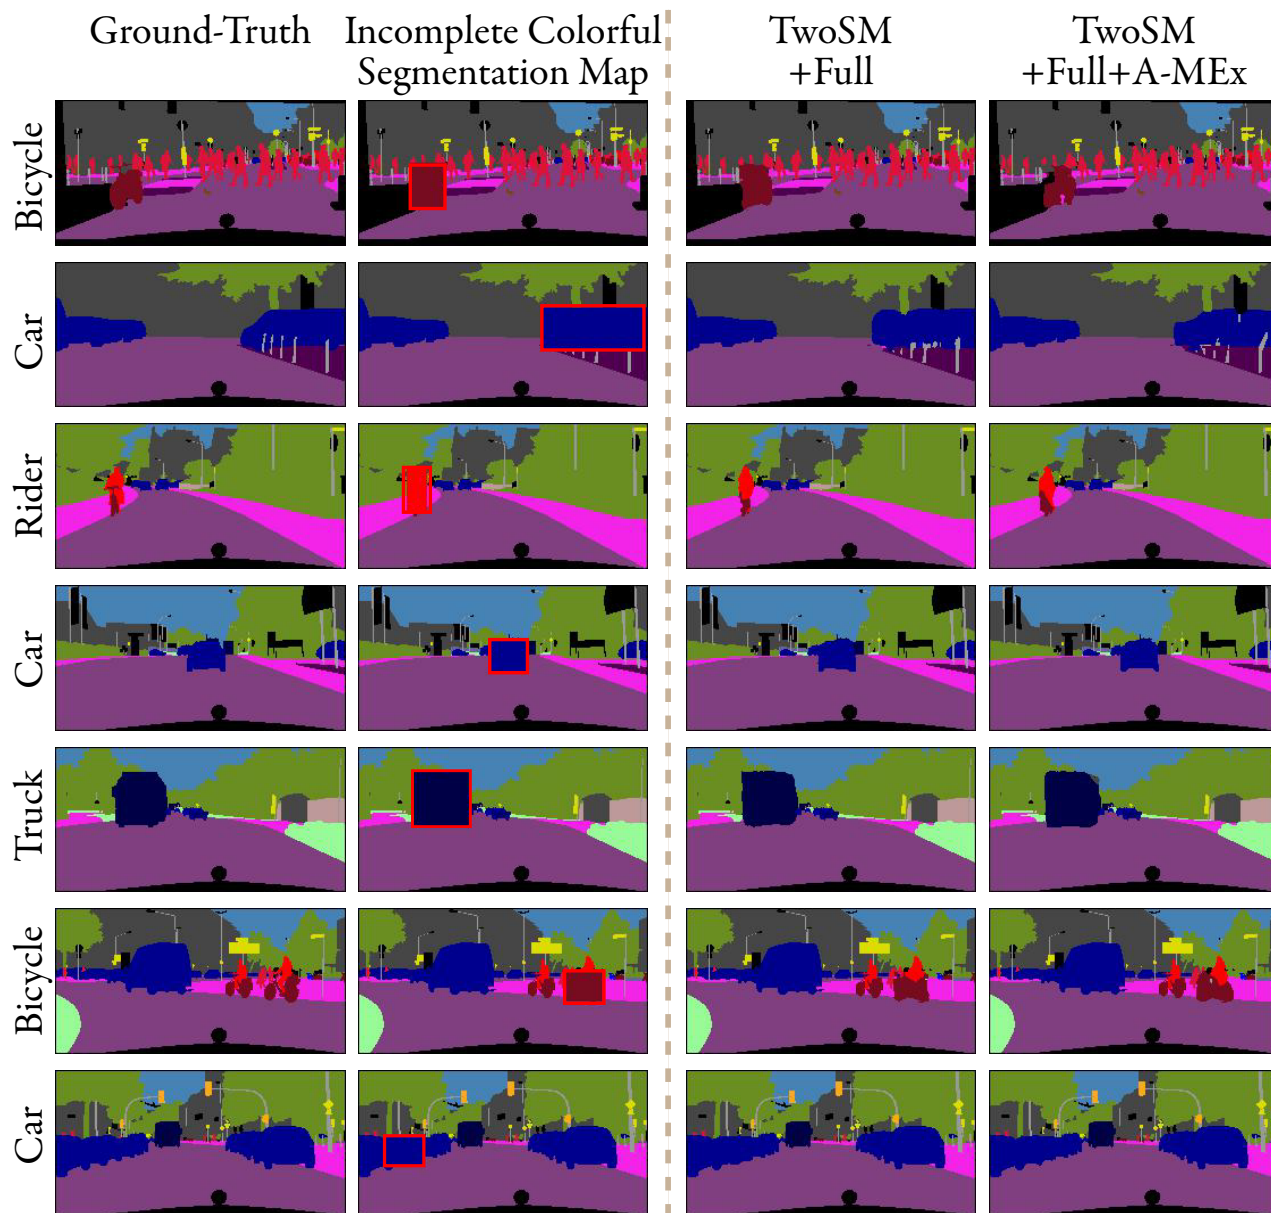 Ground-Truth
Incomplete Colorful
Segmentation Map
TwoSM
+Full
TwoSM
+Full+A-MEx
Bicycle
Car
Rider
Car
Truck
Bicycle
Car